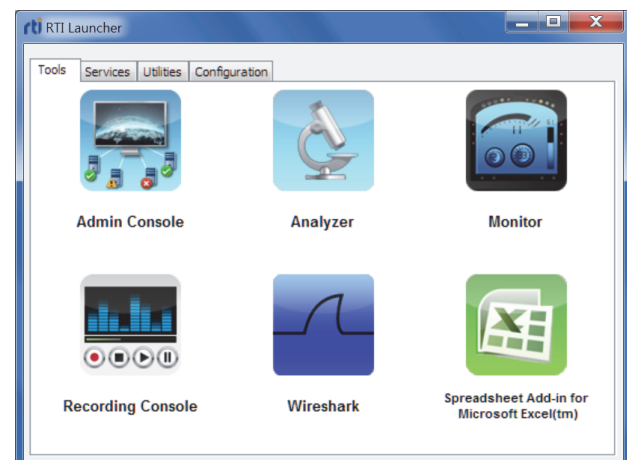 rti RTI Launcher
Tools Services Utilities Configuration
Admin Console Analyzer Monitor
Recording Console Wireshark Spreadsheet Add-in for
Microsoft Excel(tm)